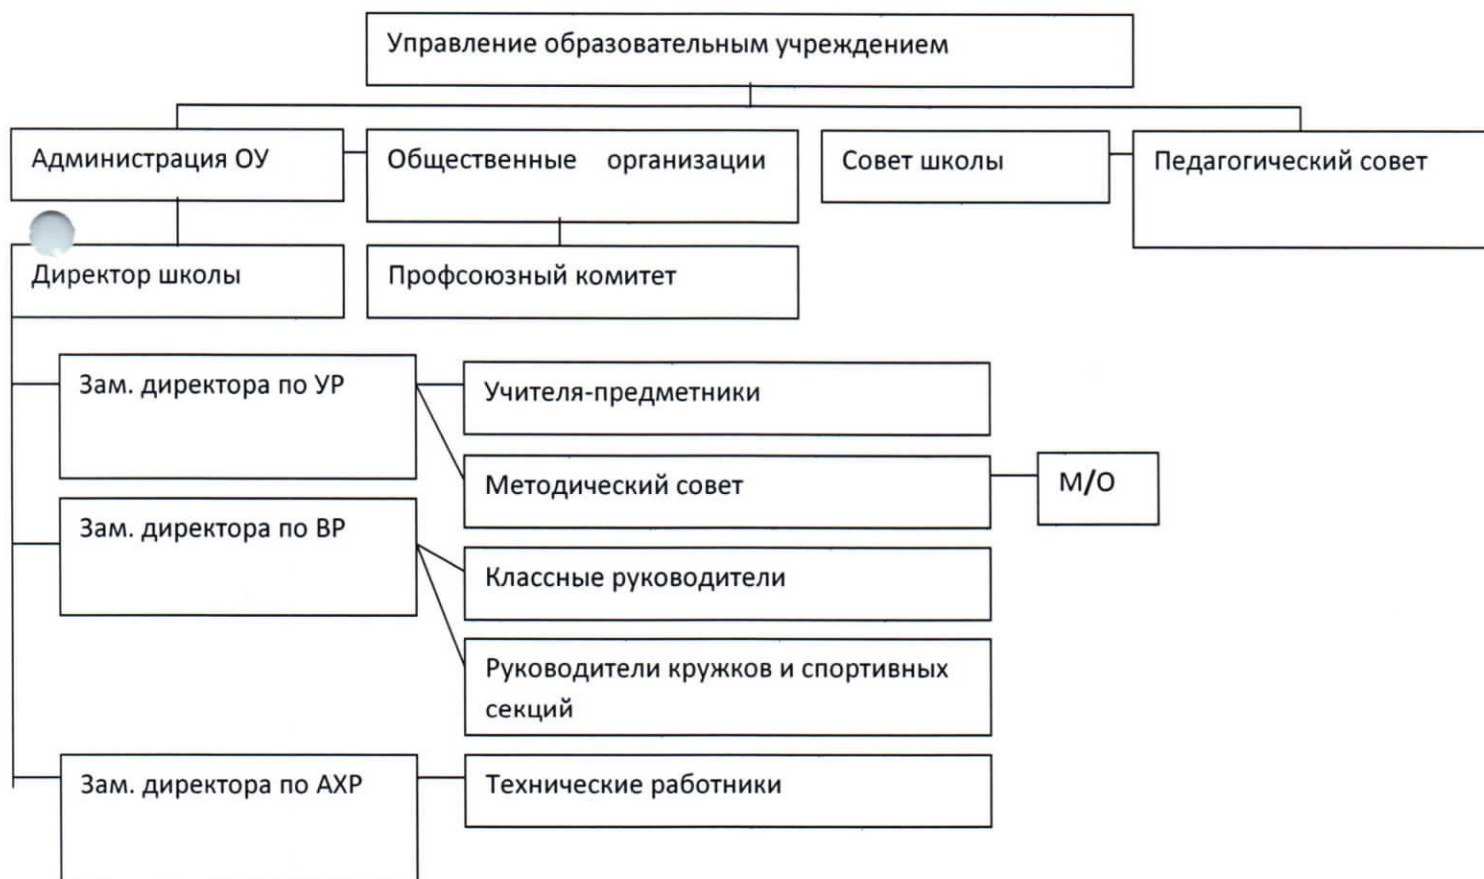 Управление образовательным учреждением
Администрация ОУ
Общественные организации
Совет школы
Педагогический совет
Директор школы
Профсоюзный комитет
Зам. директора по УР
Учителя-предметники
Методический совет
М/О
Зам. директора по ВР
Классные руководители
Руководители кружков и спортивных
секций
Зам. директора по АХР
Технические работники